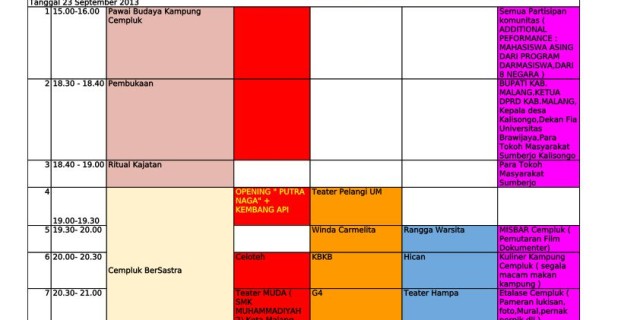 Tanggal 23 September 2013
1 15.00-16.00 Pawai Budaya Kampung
Cempluk
Semua Partisipan
komunitas (
ADDITIONAL
PEFORMANCE :
MAHASISWA ASING
DARI PROGRAM
DARMASISWA,DARI
8 NEGARA )
2 18.30 - 18.40 Pembukaan
BUPATI KAB.
MALANG.KETUA
DPRD KAB.MALANG,
Kepala desa
Kalisongo,Dekan Fia
Universitas
Brawijaya,Para
Tokoh Masyarakat
Sumberjo Kalisongo
3 18.40 - 19.00 Ritual Kajatan
Para Tokoh
Masyarakat
Sumberjo
4
19.00-19.30
Cempluk BerSastra
OPENING " PUTRA
NAGA" +
KEMBANG API
Teater Pelangi UM
5 19.30- 20.00
Winda Carmelita
Rangga Warsita
MISBAR Cempluk (
Pemutaran Fiim
Dokumenter)
6 20.00- 20.30
Celoteh
KBKB
Hican
Kuliner Kampung
Cempluk ( segala
macam makan
kampung )
7 20.30- 21.00
Teater MUDA (
SMK
MUHAMMADIYAH
G4
Teater Hampa
Etalase Cempluk (
Pameran lukisan,
foto,Mural,pernak